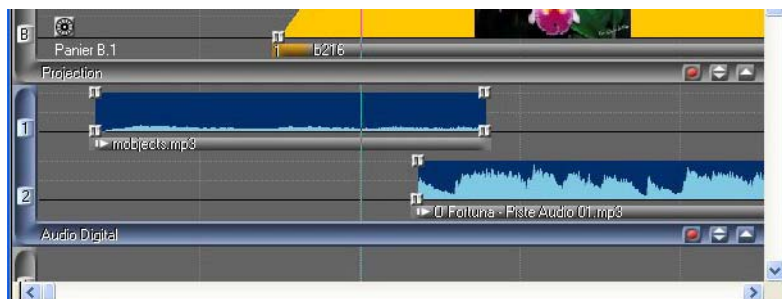 B
Panier B.1
1 b216
Projection
1
mobjects.mp3
2
O Fortuna - Piste Audio 01.mp3
Audio Digital